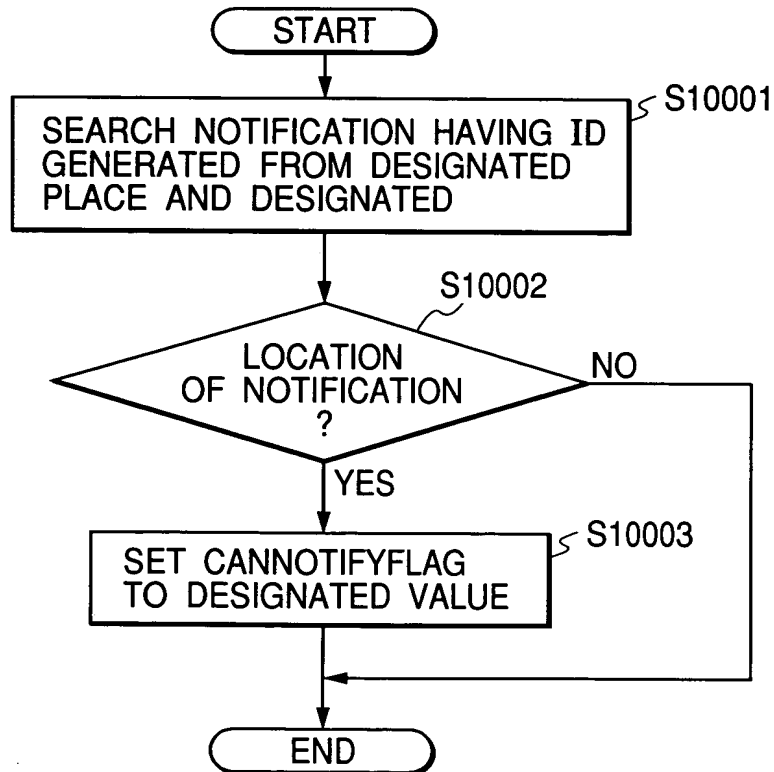 START
S10001
SEARCH NOTIFICATION HAVING ID
GENERATED FROM DESIGNATED
PLACE AND DESIGNATED
S10002
LOCATION
OF NOTIFICATION
?
NO
YES
S10003
SET CANNOTIFYFLAG
TO DESIGNATED VALUE
END